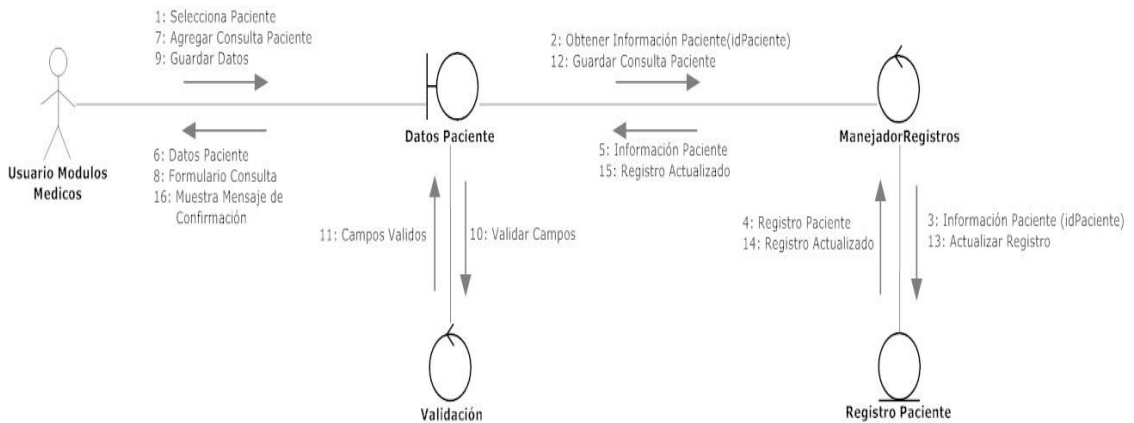 1: Selecciona Paciente
7: Agregar Consulta Paciente
9: Guardar Datos
2: Obtener Información Paciente(idPaciente)
12: Guardar Consulta Paciente
Usuario Modulos
Medicos
Datos Paciente
ManejadorRegistros
6: Datos Paciente
8: Formulario Consulta
16: Muestra Mensaje de
Confirmación
5: Información Paciente
15: Registro Actualizado
11: Campos Validos
10: Validar Campos
4: Registro Paciente
14: Registro Actualizado
3: Información Paciente (idPaciente)
13: Actualizar Registro
Validación
Registro Paciente